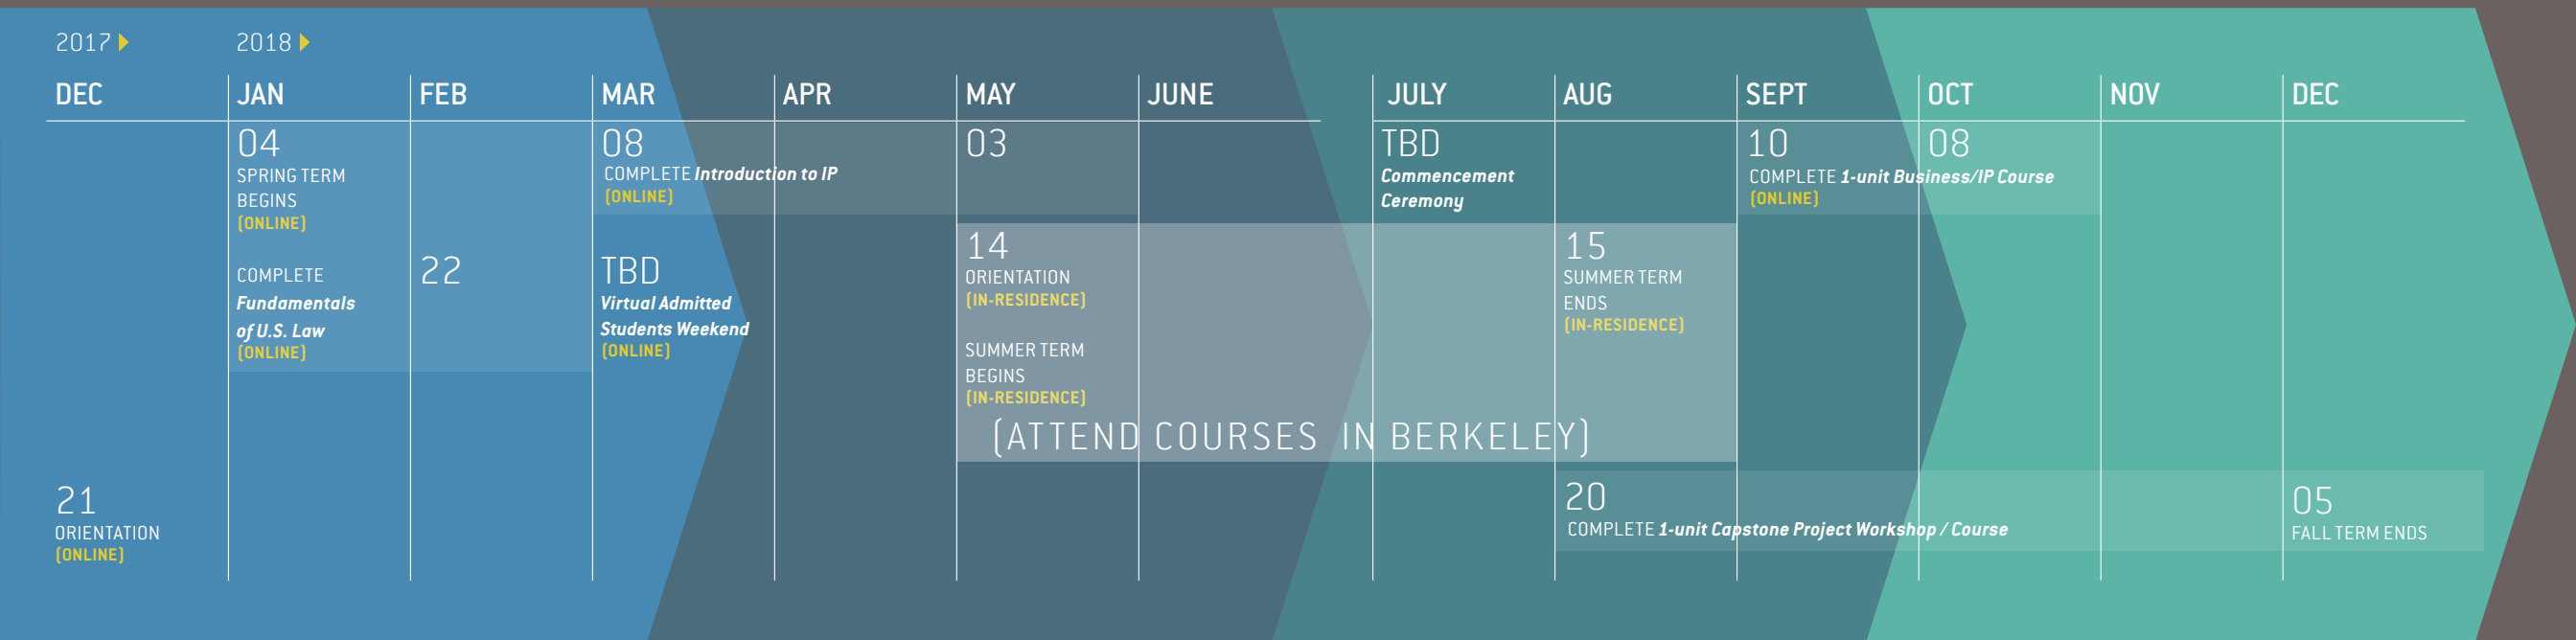 2017
2018
DEC
JAN
FEB
MAR
APR
MAY
JUNE
JULY
AUG
SEPT
OCT
NOV
DEC
04
SPRING TERM
BEGINS
(ONLINE)
COMPLETE
Fundamentals
of U.S. Law
(ONLINE)
22
08
COMPLETE Introduction to IP
(ONLINE)
03
TBD
Virtual Admitted
Students Weekend
(ONLINE)
14
ORIENTATION
(IN-RESIDENCE)
SUMMER TERM
BEGINS
(IN-RESIDENCE)
(ATTEND COURSES IN BERKELEY)
TBD
Commencement
Ceremony
15
SUMMER TERM
ENDS
(IN-RESIDENCE)
10
08
COMPLETE 1-unit Business/IP Course
(ONLINE)
21
ORIENTATION
(ONLINE)
20
COMPLETE 1-unit Capstone Project Workshop / Course
05
FALL TERM ENDS